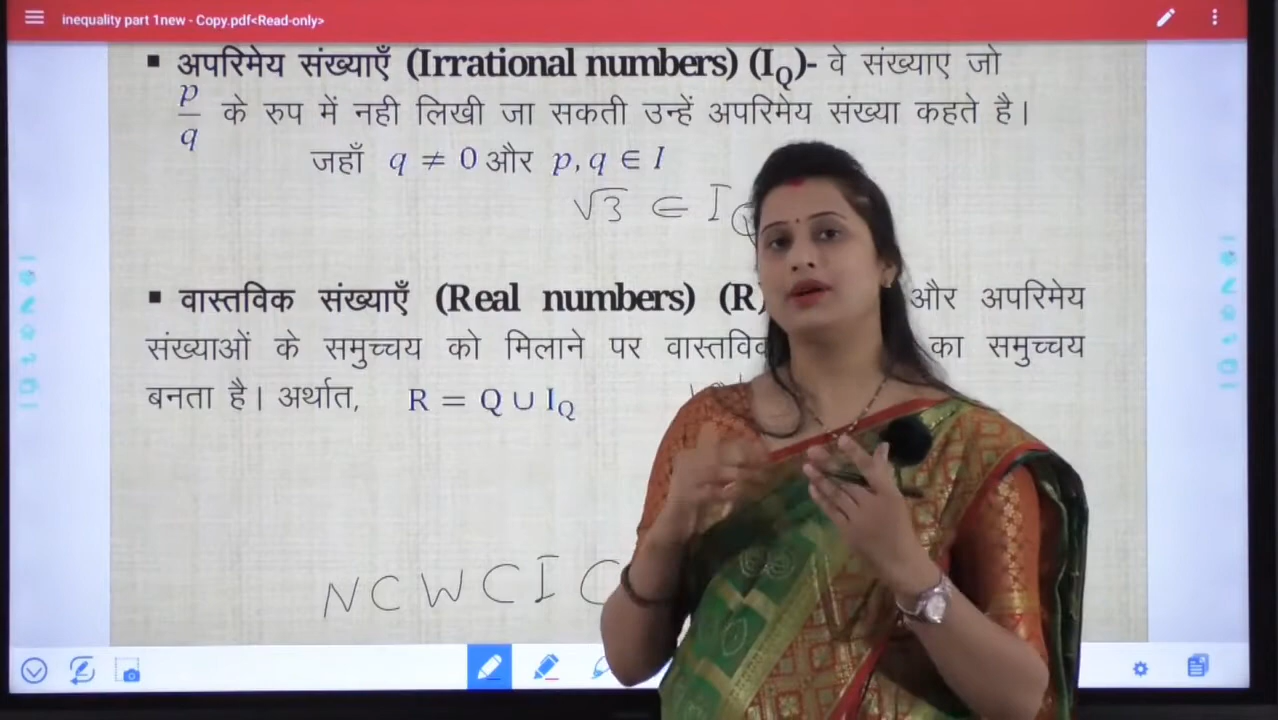 inequality part 1new - Copy.pdf<Read-only>
▪ अपरिमेय संख्याएँ (Irrational numbers) (I_Q)- वे संख्याए जो
p/q के रुप में नही लिखी जा सकती उन्हें अपरिमेय संख्या कहते है।
जहाँ q ≠ 0 और p, q ∈ I
√3 ∈ I
▪ वास्तविक संख्याएँ (Real numbers) (R) और अपरिमेय
संख्याओं के समुच्चय को मिलाने पर का समुच्चय
बनता है। अर्थात, R = Q ∪ I_Q
N ⊂ W ⊂ I ⊂